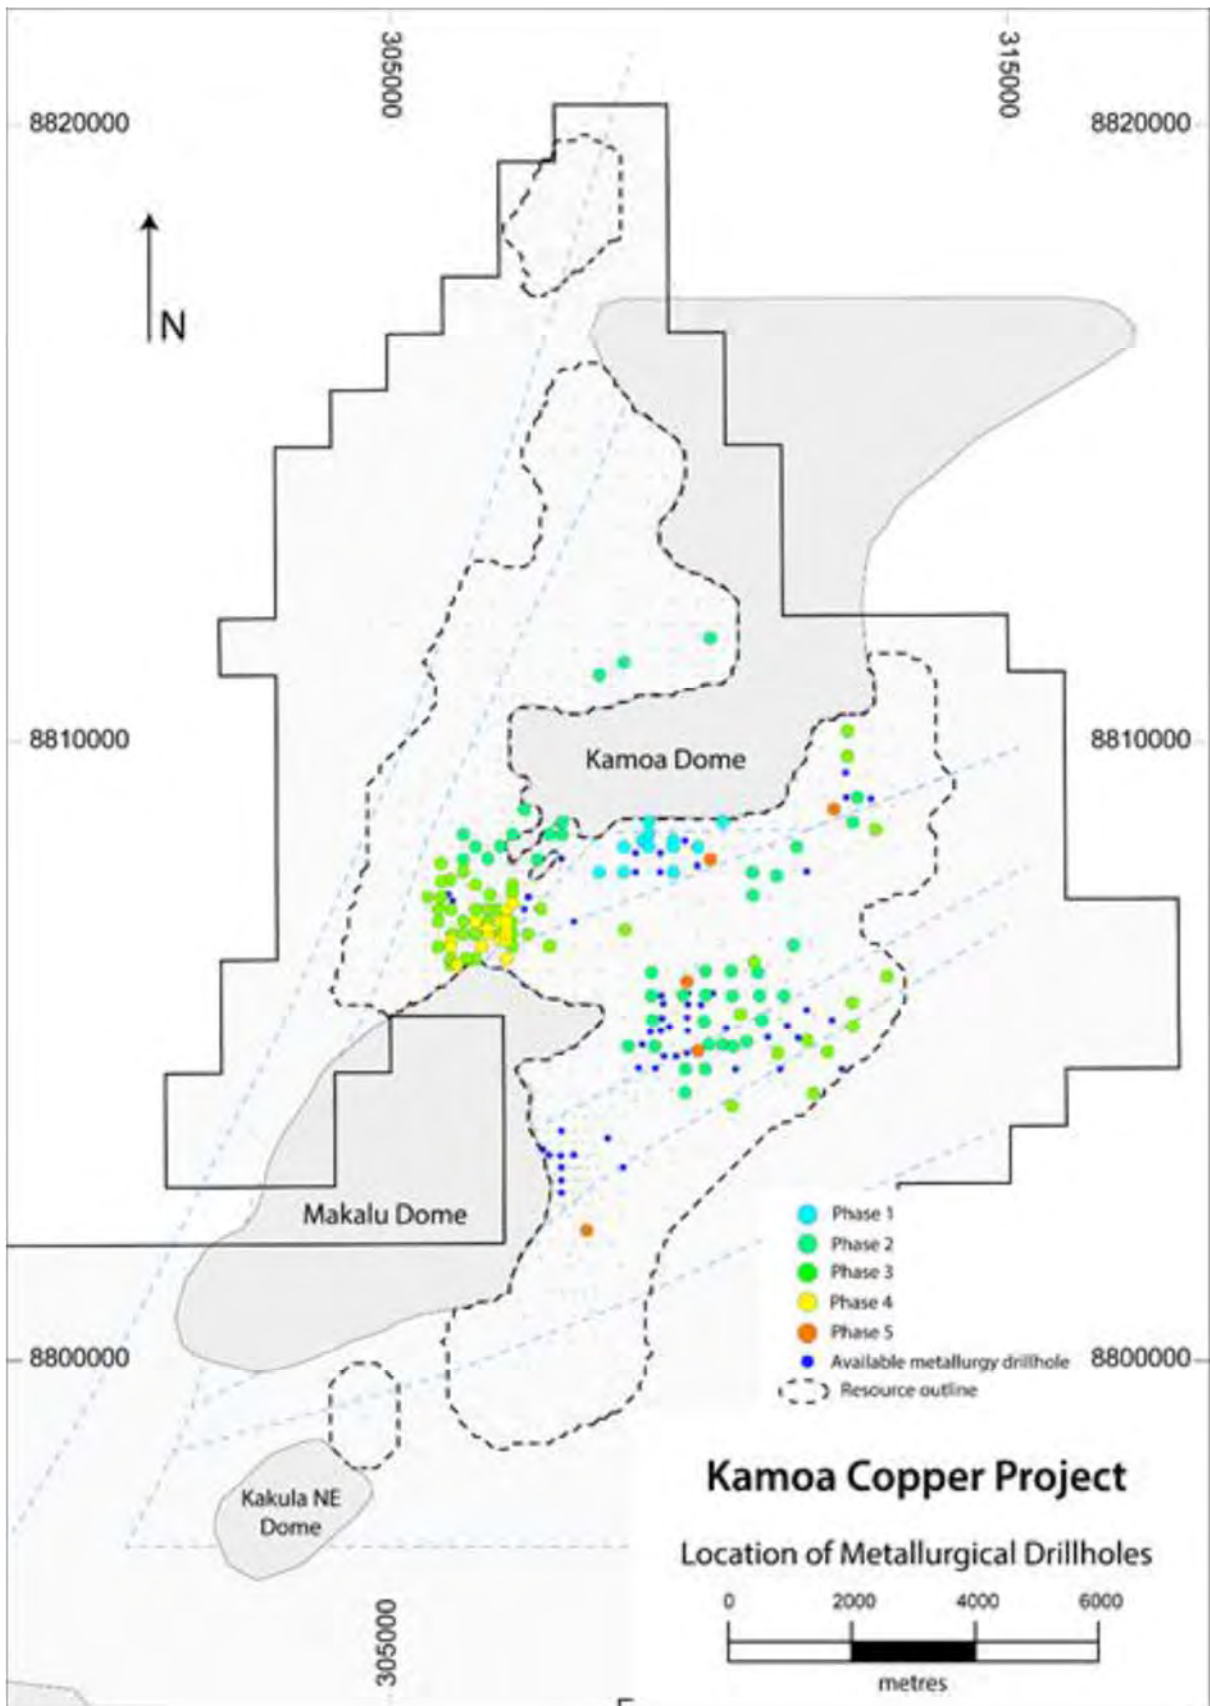 305000
315000
8820000
8820000
N
Kamoa Dome
8810000
8810000
Makalu Dome
Phase 1
Phase 2
Phase 3
Phase 4
Phase 5
Available metallurgy drillhole
Resource outline
8800000
8800000
Kakula NE
Dome
Kamoa Copper Project
Location of Metallurgical Drillholes
0 2000 4000 6000
metres
305000